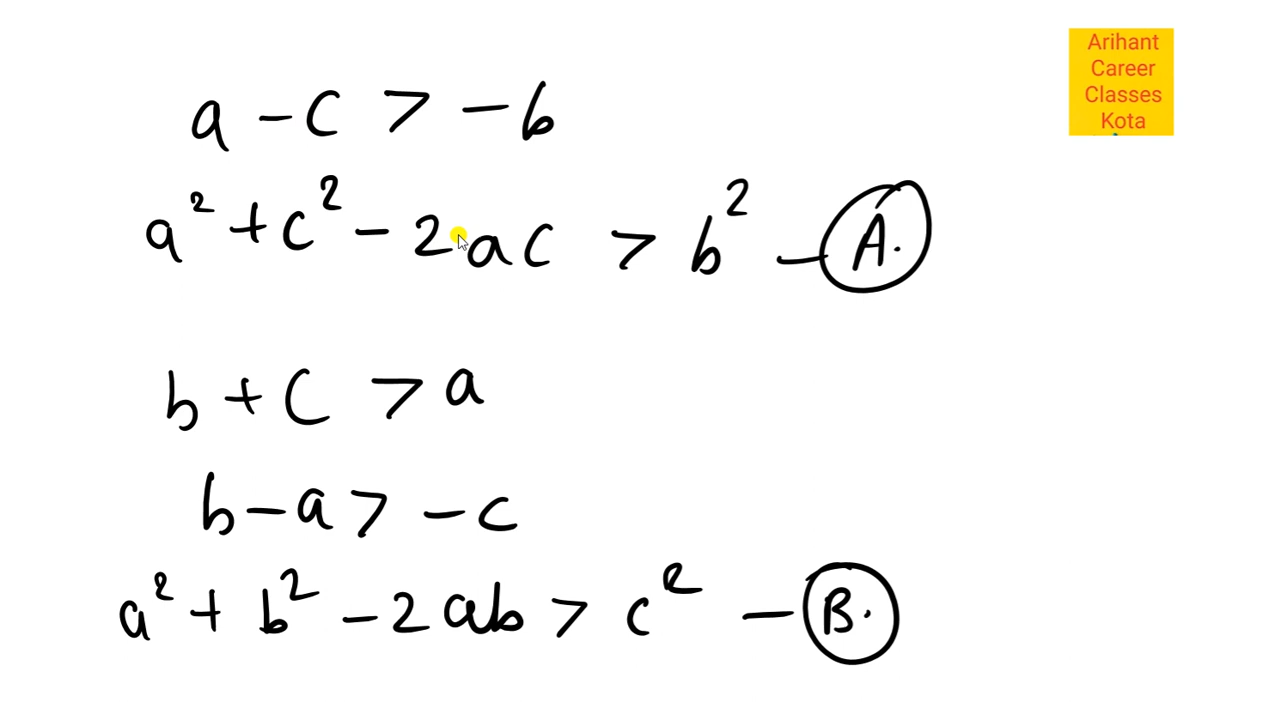 Arihant
Career
Classes
Kota
a - c > - b
a² + c² - 2ac > b² - A.
b + c > a
b - a > - c
a² + b² - 2ab > c² - B.